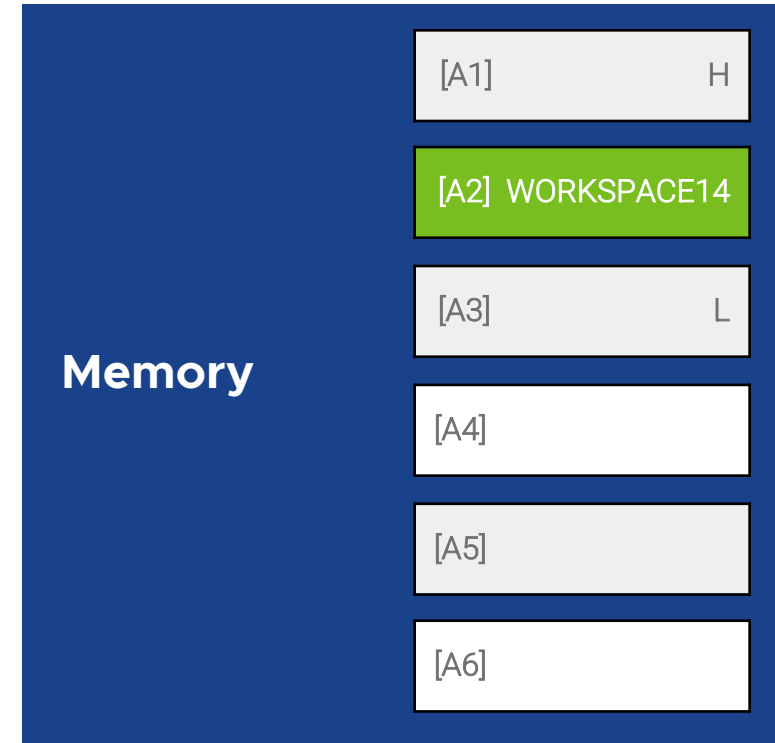 [A1] H
[A2] WORKSPACE14
[A3] L
Memory
[A4]
[A5]
[A6]